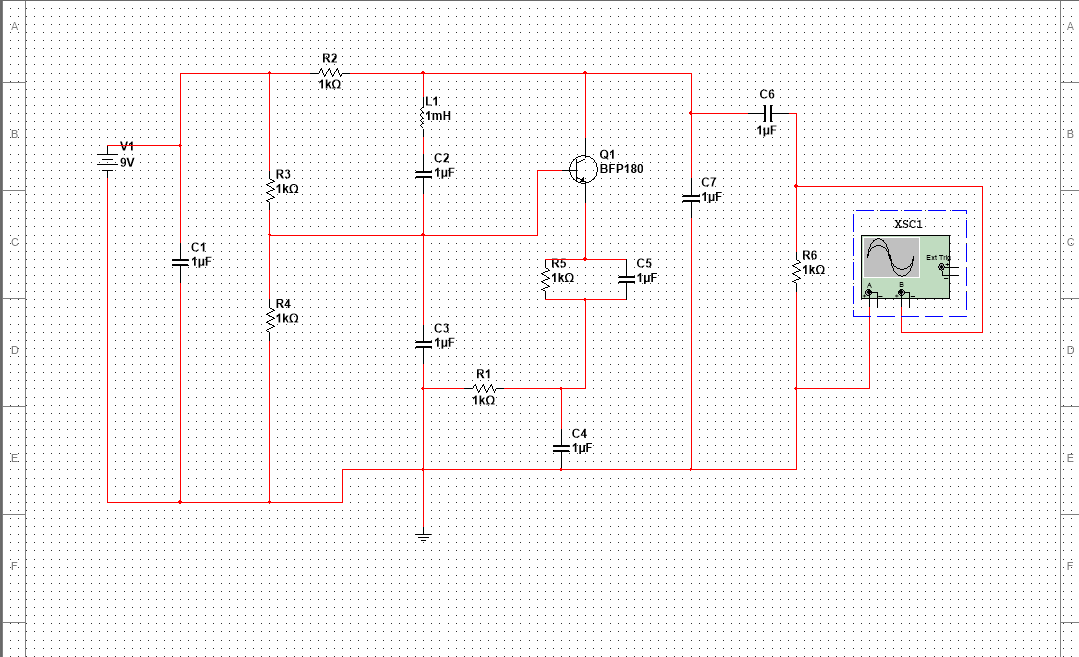 A
A
R2
1kΩ
L1
1mH
C6
1µF
B
B
V1
9V
C2
1µF
Q1
BFP180
R3
1kΩ
C7
1µF
XSC1
C
C
C1
1µF
R5
1kΩ
C5
1µF
R6
1kΩ
Ext Trig
+
-
A
B
+
-
+
-
R4
1kΩ
C3
1µF
D
D
R1
1kΩ
C4
1µF
E
E
F
F